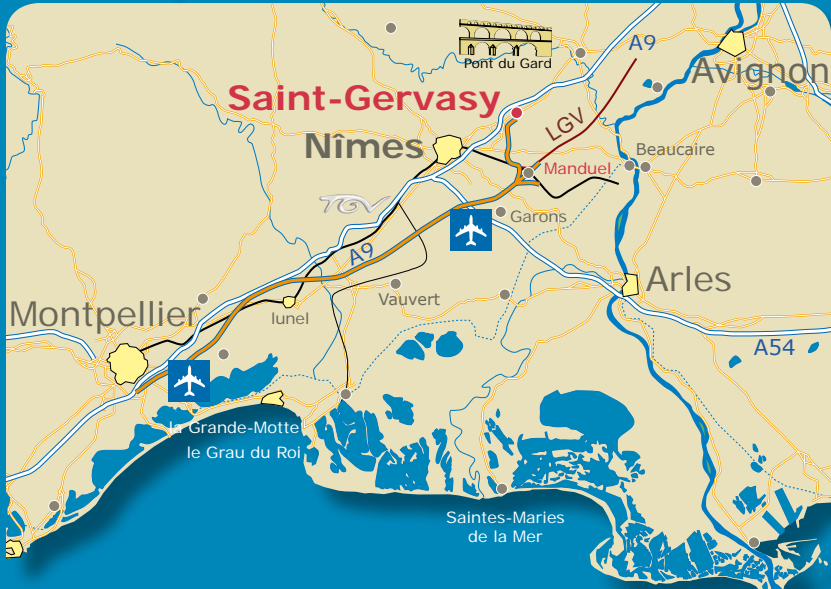 Pont du Gard
A9
Avignon
Saint-Gervasy
LGV
Nîmes
Beaucaire
Manduel
TGV
Garons
A9
Arles
Vauvert
Montpellier
lunel
A54
la Grande-Motte
le Grau du Roi
Saintes-Maries
de la Mer